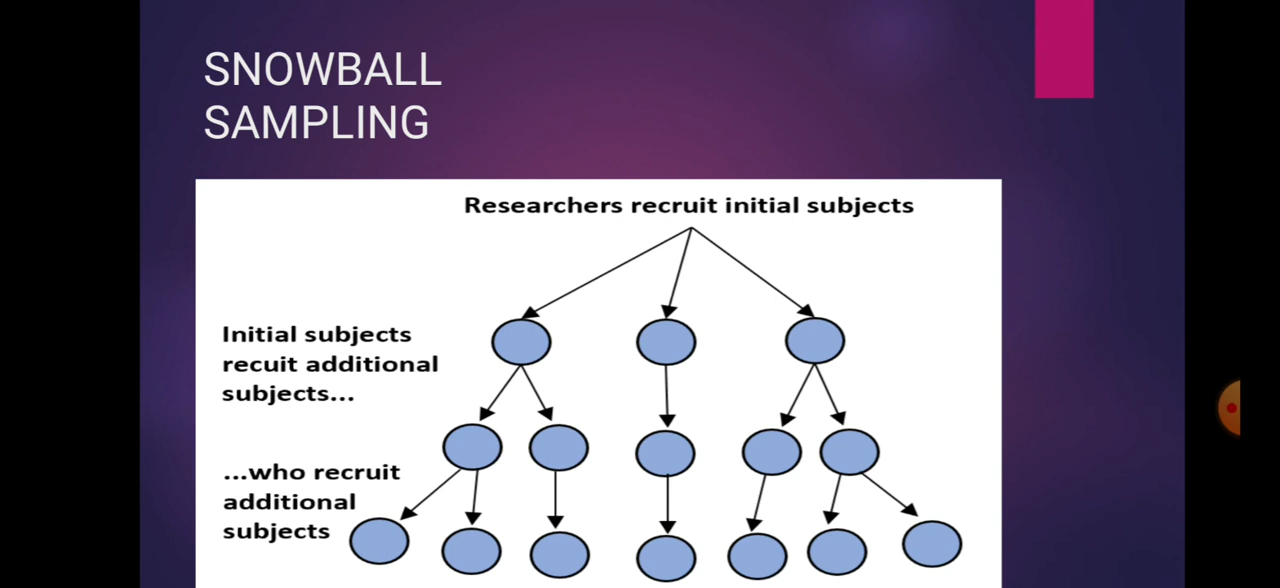 SNOWBALL
SAMPLING
Researchers recruit initial subjects
Initial subjects
recuit additional
subjects...
...who recruit
additional
subjects